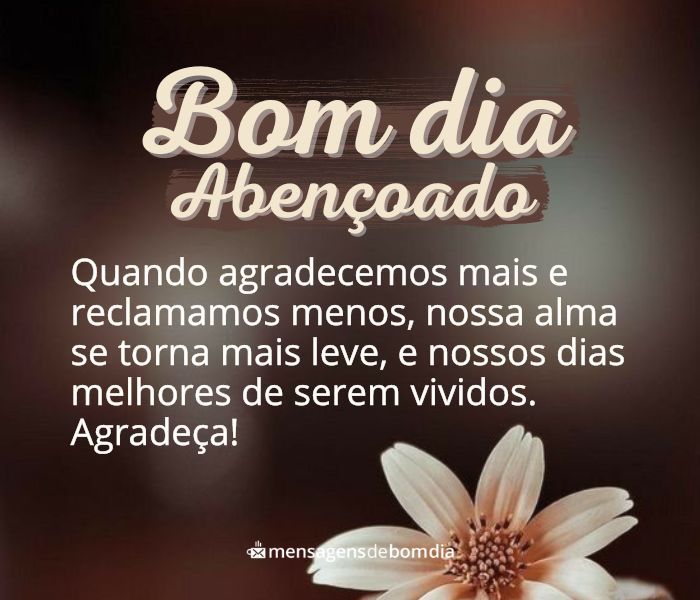 Bom dia
Abençoado
Quando agradecemos mais e
reclamamos menos, nossa alma
se torna mais leve, e nossos dias
melhores de serem vividos.
Agradeça!
mensagensdebomdia